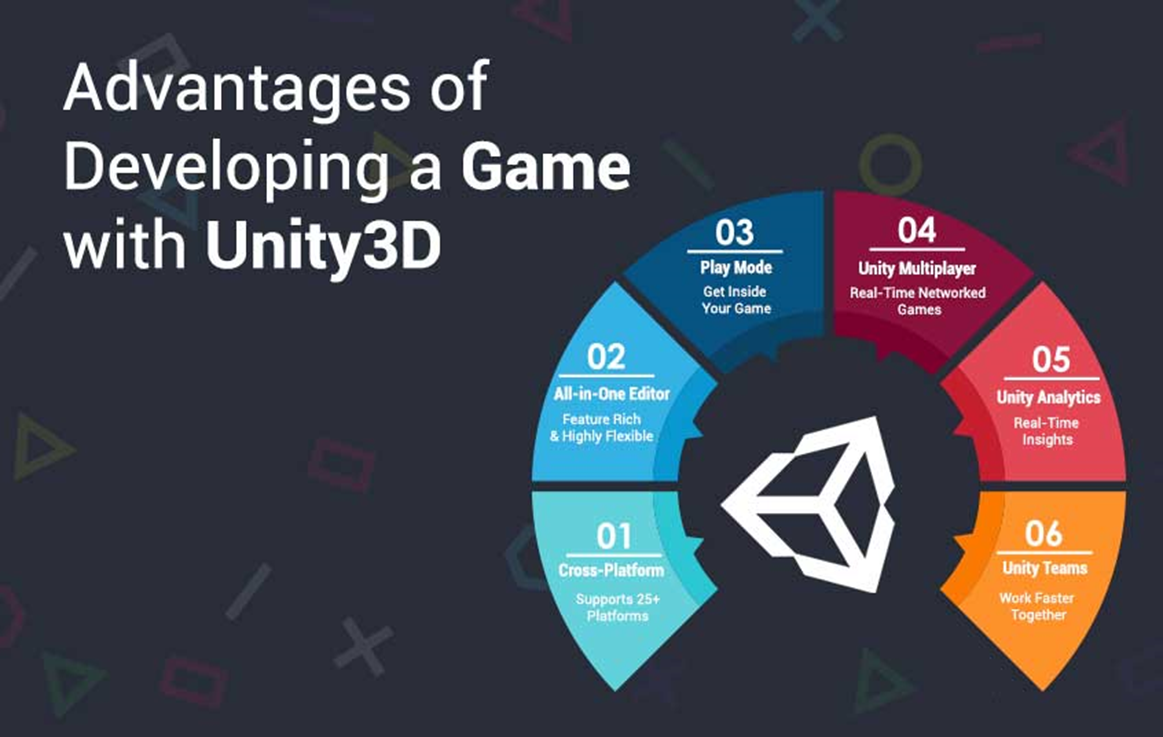 Advantages of
Developing a Game
with Unity3D
01
Cross-Platform
Supports 25+
Platforms
02
All-in-One Editor
Feature Rich
& Highly Flexible
03
Play Mode
Get Inside
Your Game
04
Unity Multiplayer
Real-Time Networked
Games
05
Unity Analytics
Real-Time
Insights
06
Unity Teams
Work Faster
Together